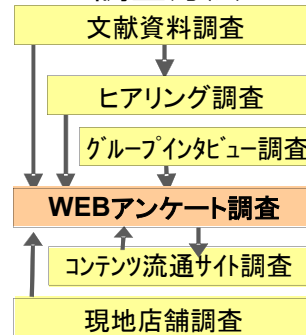 文献資料調査
ヒアリング調査
グループインタビュー調査
WEBアンケート調査
コンテンツ流通サイト調査
現地店舗調査